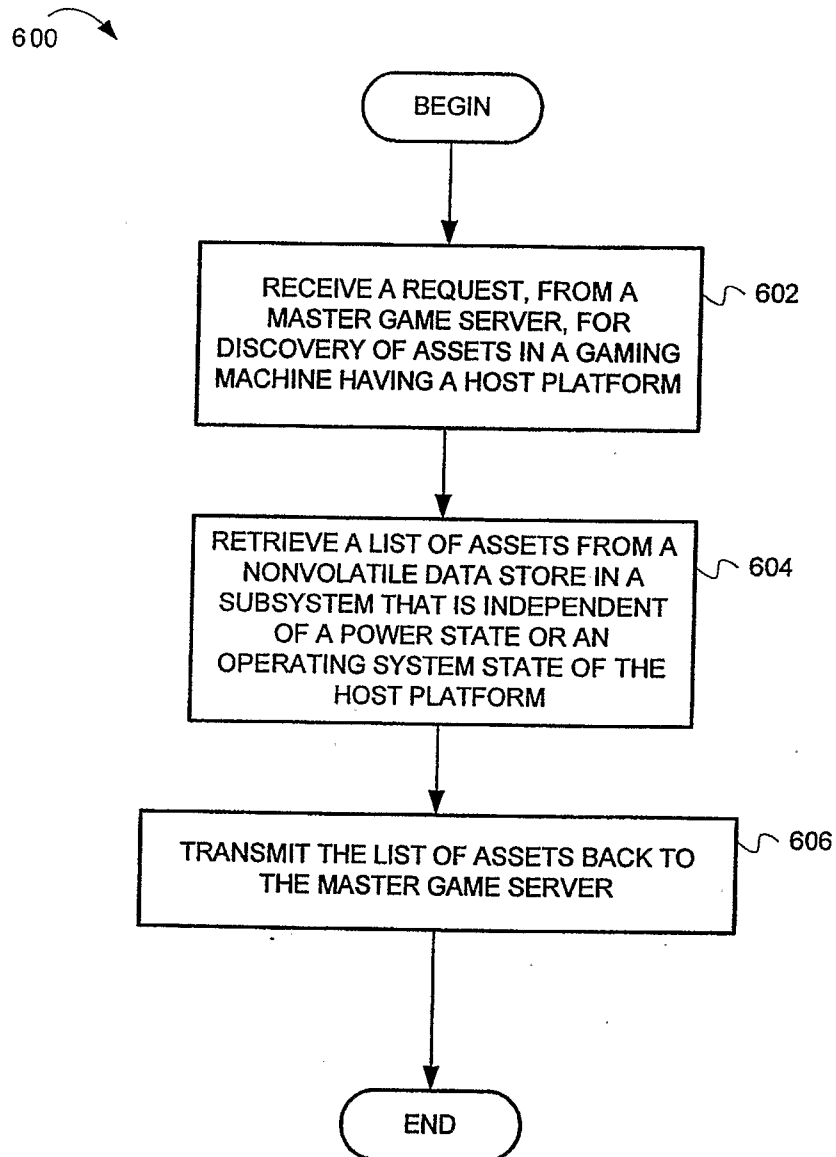 600
BEGIN
RECEIVE A REQUEST, FROM A
MASTER GAME SERVER, FOR
DISCOVERY OF ASSETS IN A GAMING
MACHINE HAVING A HOST PLATFORM
602
RETRIEVE A LIST OF ASSETS FROM A
NONVOLATILE DATA STORE IN A
SUBSYSTEM THAT IS INDEPENDENT
OF A POWER STATE OR AN
OPERATING SYSTEM STATE OF THE
HOST PLATFORM
604
TRANSMIT THE LIST OF ASSETS BACK TO
THE MASTER GAME SERVER
606
END